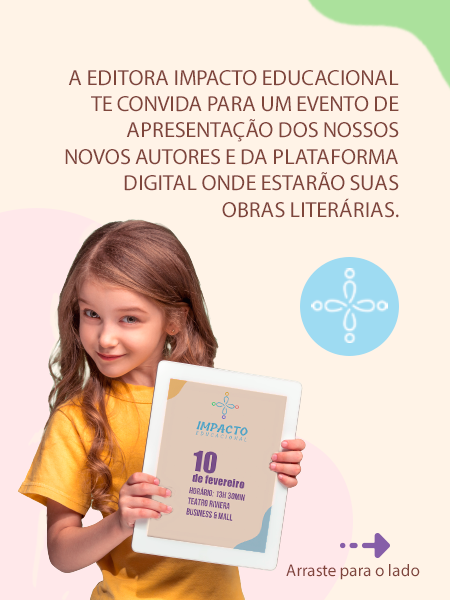 A EDITORA IMPACTO EDUCACIONAL
TE CONVIDA PARA UM EVENTO DE
APRESENTAÇÃO DOS NOSSOS
NOVOS AUTORES E DA PLATAFORMA
DIGITAL ONDE ESTARÃO SUAS
OBRAS LITERÁRIAS.
IMPACTO
EDUCACIONAL
10
de fevereiro
HORÁRIO: 13H 30MIN
TEATRO RIVIERA
BUSINESS & MALL
Arraste para o lado